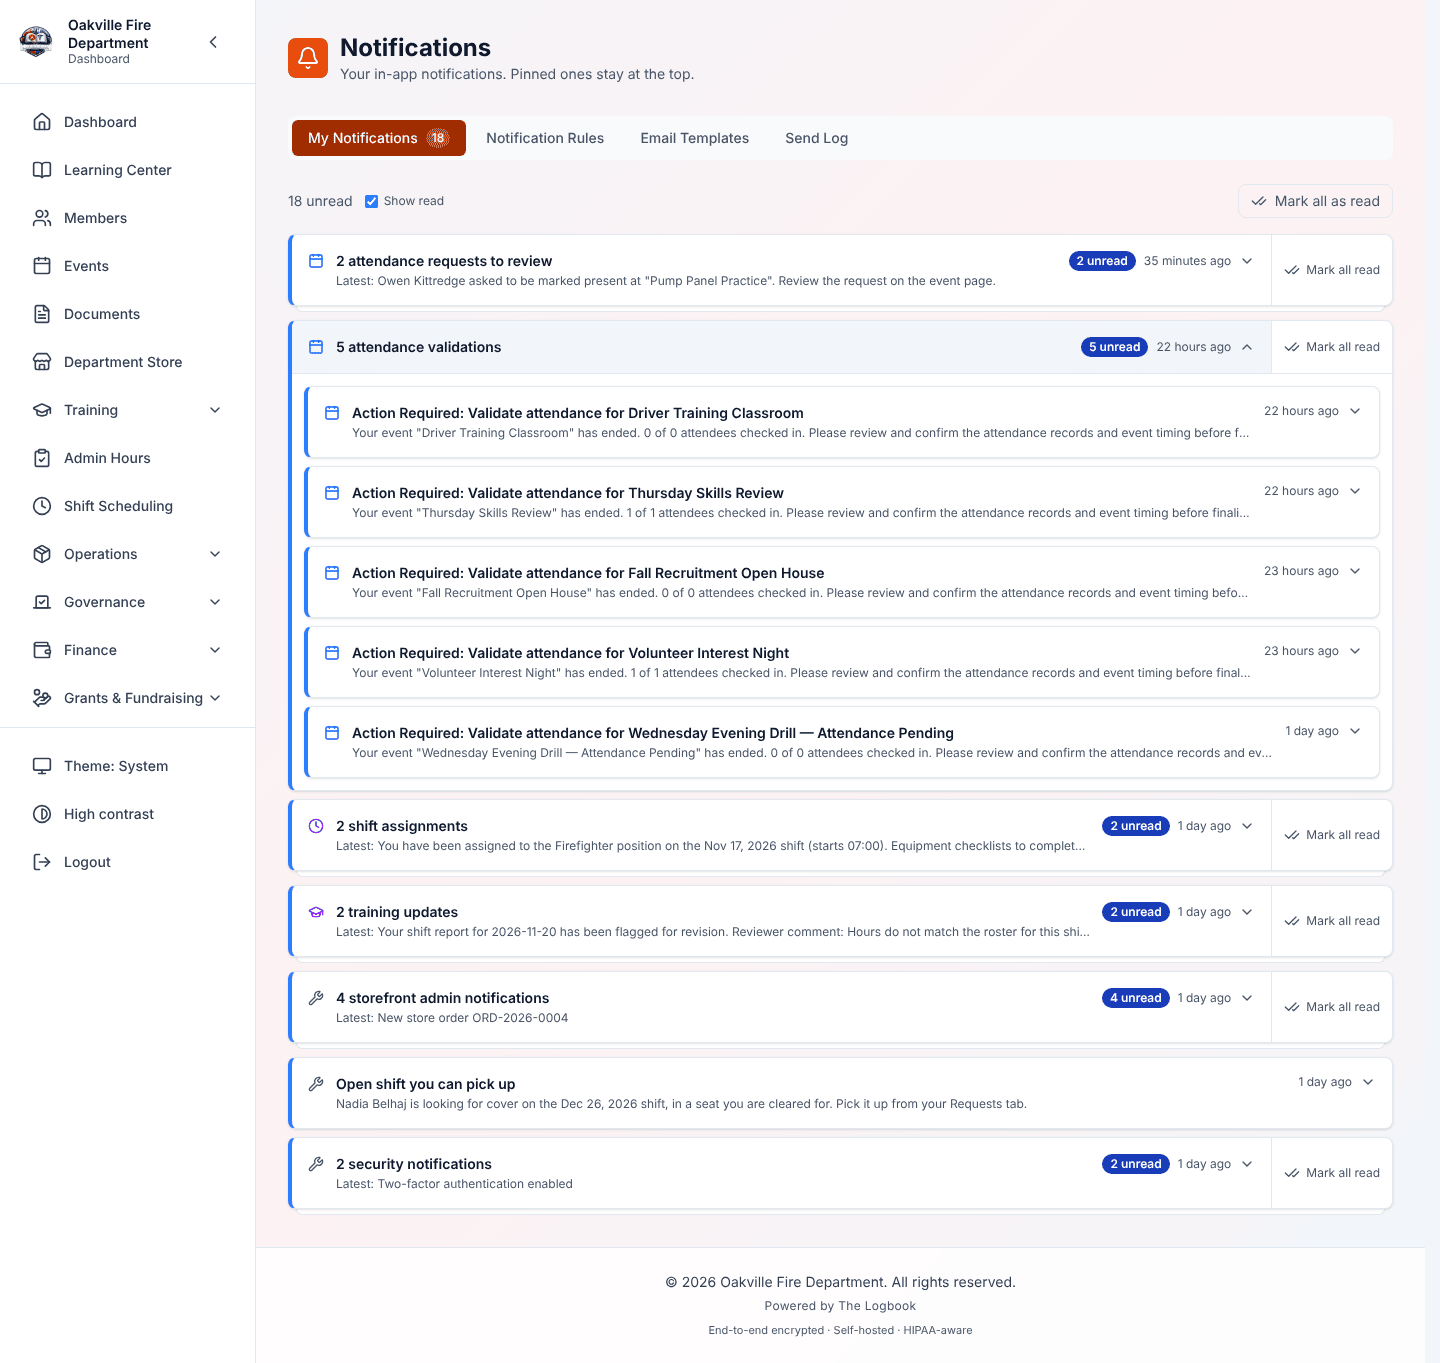 Oakville Fire
Department
Dashboard
Dashboard
Learning Center
Members
Events
Documents
Department Store
Training
Admin Hours
Shift Scheduling
Operations
Governance
Finance
Grants & Fundraising
Theme: System
High contrast
Logout
Notifications
Your in-app notifications. Pinned ones stay at the top.
My Notifications 18 Notification Rules Email Templates Send Log
18 unread Show read Mark all as read
2 attendance requests to review 2 unread 35 minutes ago Mark all read
Latest: Owen Kittredge asked to be marked present at "Pump Panel Practice". Review the request on the event page.
5 attendance validations 5 unread 22 hours ago Mark all read
Action Required: Validate attendance for Driver Training Classroom 22 hours ago
Your event "Driver Training Classroom" has ended. 0 of 0 attendees checked in. Please review and confirm the attendance records and event timing before f...
Action Required: Validate attendance for Thursday Skills Review 22 hours ago
Your event "Thursday Skills Review" has ended. 1 of 1 attendees checked in. Please review and confirm the attendance records and event timing before finali...
Action Required: Validate attendance for Fall Recruitment Open House 23 hours ago
Your event "Fall Recruitment Open House" has ended. 0 of 0 attendees checked in. Please review and confirm the attendance records and event timing befo...
Action Required: Validate attendance for Volunteer Interest Night 23 hours ago
Your event "Volunteer Interest Night" has ended. 1 of 1 attendees checked in. Please review and confirm the attendance records and event timing before final...
Action Required: Validate attendance for Wednesday Evening Drill — Attendance Pending 1 day ago
Your event "Wednesday Evening Drill — Attendance Pending" has ended. 0 of 0 attendees checked in. Please review and confirm the attendance records and ev...
2 shift assignments 2 unread 1 day ago Mark all read
Latest: You have been assigned to the Firefighter position on the Nov 17, 2026 shift (starts 07:00). Equipment checklists to complet...
2 training updates 2 unread 1 day ago Mark all read
Latest: Your shift report for 2026-11-20 has been flagged for revision. Reviewer comment: Hours do not match the roster for this shi...
4 storefront admin notifications 4 unread 1 day ago Mark all read
Latest: New store order ORD-2026-0004
Open shift you can pick up 1 day ago
Nadia Belhaj is looking for cover on the Dec 26, 2026 shift, in a seat you are cleared for. Pick it up from your Requests tab.
2 security notifications 2 unread 1 day ago Mark all read
Latest: Two-factor authentication enabled
© 2026 Oakville Fire Department. All rights reserved.
Powered by The Logbook
End-to-end encrypted · Self-hosted · HIPAA-aware